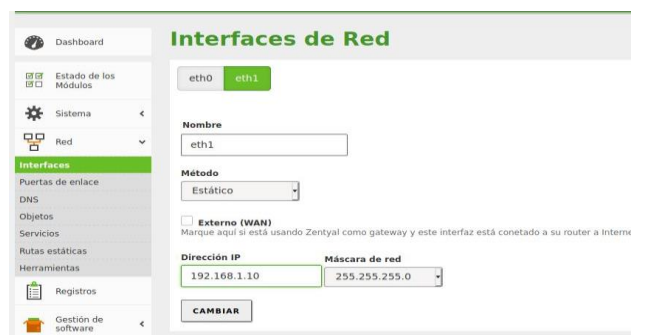 Dashboard
Estado de los
Módulos
Sistema
Red
Interfaces
Puertas de enlace
DNS
Objetos
Servicios
Rutas estáticas
Herramientas
Registros
Gestión de
software
Interfaces de Red
eth0 eth1
Nombre
eth1
Método
Estático
Externo (WAN)
Marque aquí si está usando Zentyal como gateway y este interfaz está conetado a su router a Interne
Dirección IP Máscara de red
192.168.1.10 255.255.255.0
CAMBIAR